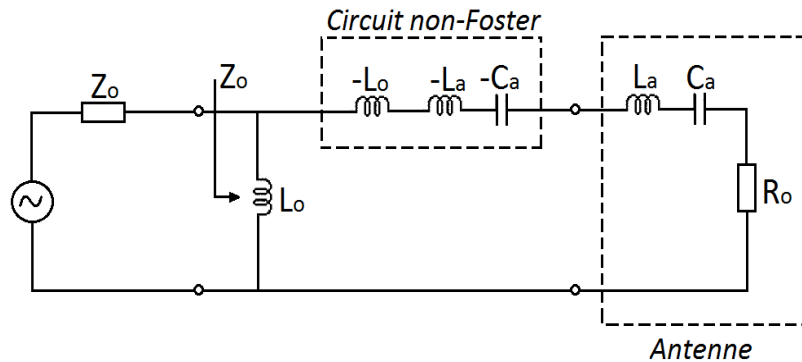 Circuit non-Foster
Zo
Zo
-Lo
-La
-Ca
La
Ca
Lo
Ro
Antenne